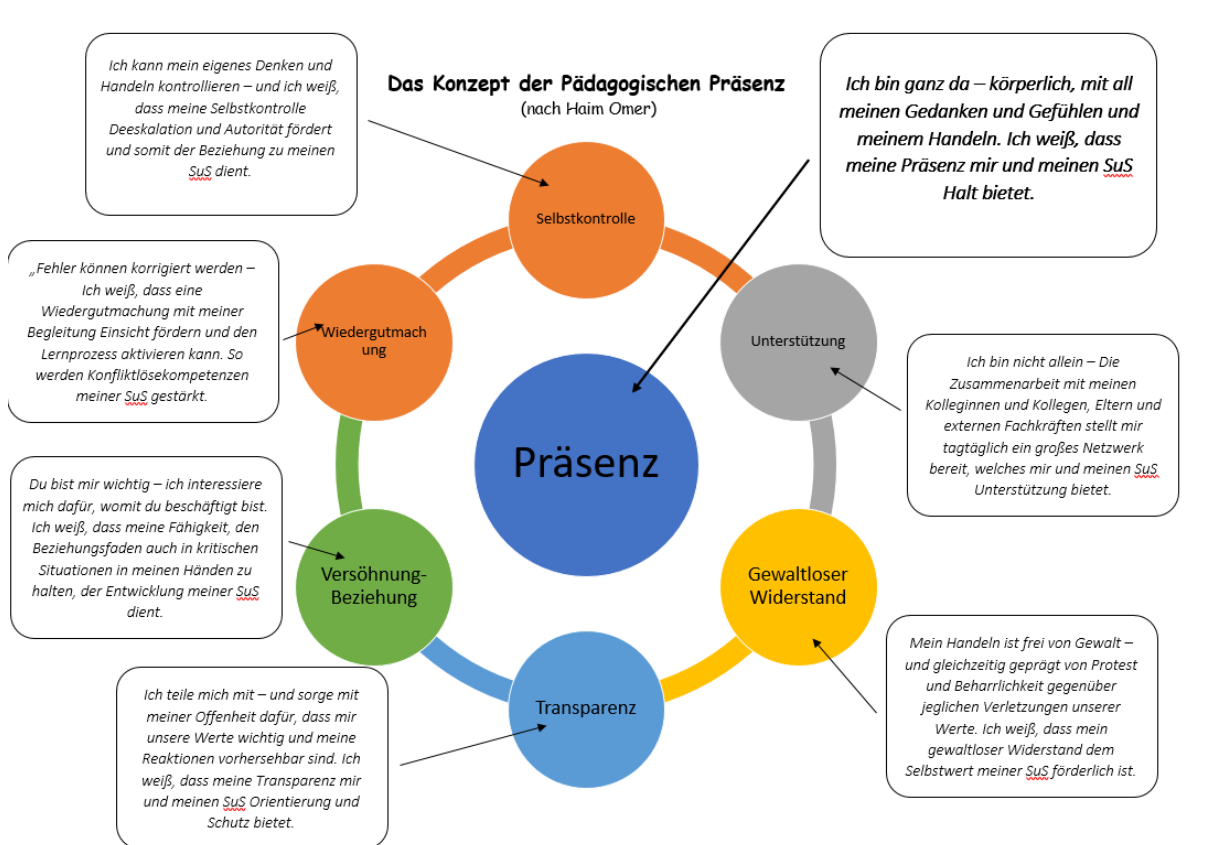 Das Konzept der Pädagogischen Präsenz
(nach Haim Omer)
Ich kann mein eigenes Denken und
Handeln kontrollieren – und ich weiß,
dass meine Selbstkontrolle
Deeskalation und Autorität fördert
und somit der Beziehung zu meinen
SuS dient.
Ich bin ganz da – körperlich, mit all
meinen Gedanken und Gefühlen und
meinem Handeln. Ich weiß, dass
meine Präsenz mir und meinen SuS
Halt bietet.
Selbstkontrolle
„Fehler können korrigiert werden –
Ich weiß, dass eine
Wiedergutmachung mit meiner
Begleitung Einsicht fördern und den
Lernprozess aktivieren kann. So
werden Konfliktlösekompetenzen
meiner SuS gestärkt.
Wiedergutmach
ung
Unterstützung
Ich bin nicht allein – Die
Zusammenarbeit mit meinen
Kolleginnen und Kollegen, Eltern und
externen Fachkräften stellt mir
tagtäglich ein großes Netzwerk
bereit, welches mir und meinen SuS
Unterstützung bietet.
Präsenz
Du bist mir wichtig – ich interessiere
mich dafür, womit du beschäftigt bist.
Ich weiß, dass meine Fähigkeit, den
Beziehungsfaden auch in kritischen
Situationen in meinen Händen zu
halten, der Entwicklung meiner SuS
dient.
Versöhnung-
Beziehung
Gewaltloser
Widerstand
Mein Handeln ist frei von Gewalt –
und gleichzeitig geprägt von Protest
und Beharrlichkeit gegenüber
jeglichen Verletzungen unserer
Werte. Ich weiß, dass mein
gewaltloser Widerstand dem
Selbstwert meiner SuS förderlich ist.
Transparenz
Ich teile mich mit – und sorge mit
meiner Offenheit dafür, dass mir
unsere Werte wichtig und meine
Reaktionen vorhersehbar sind. Ich
weiß, dass meine Transparenz mir
und meinen SuS Orientierung und
Schutz bietet.